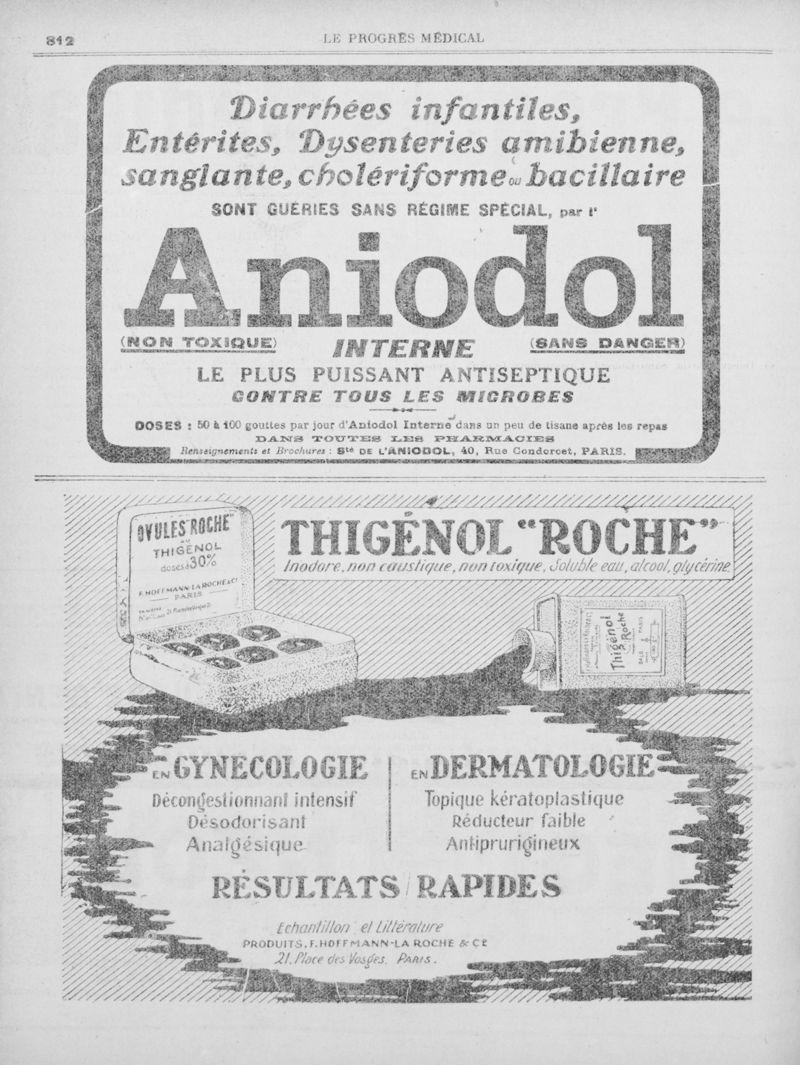 812
LE PROGRÈS MÉDICAL
Diarrhées infantiles,
Entérites, Dysenteries amibienne,
sanglante, cholériforme ou bacillaire
SONT GUÉRIES SANS RÉGIME SPÉCIAL, par l'
Aniodol
(NON TOXIQUE) INTERNE (SANS DANGER)
LE PLUS PUISSANT ANTISEPTIQUE
CONTRE TOUS LES MICROBES
DOSES : 50 à 100 gouttes par jour d'Aniodol Interne dans un peu de tisane après les repas
DANS TOUTES LES PHARMACIES
Renseignements et Brochures : Sté DE L'ANIODOL, 40, Rue Condorcet, PARIS.
OVULES "ROCHE"
AU
THIGÉNOL
dosés à 30%
F. HOFFMANN-LA ROCHE & Cie
PARIS
THIGÉNOL "ROCHE"
Inodore, non caustique, non toxique, Soluble eau, alcool, glycérine
Thigénol
Roche
EN GYNECOLOGIE
Décongestionnant intensif
Désodorisant
Analgésique
EN DERMATOLOGIE
Topique kératoplastique
Réducteur faible
Antiprurigineux
RÉSULTATS RAPIDES
Echantillon et Littérature
PRODUITS, F. HOFFMANN-LA ROCHE & CE
21, Place des Vosges. PARIS.